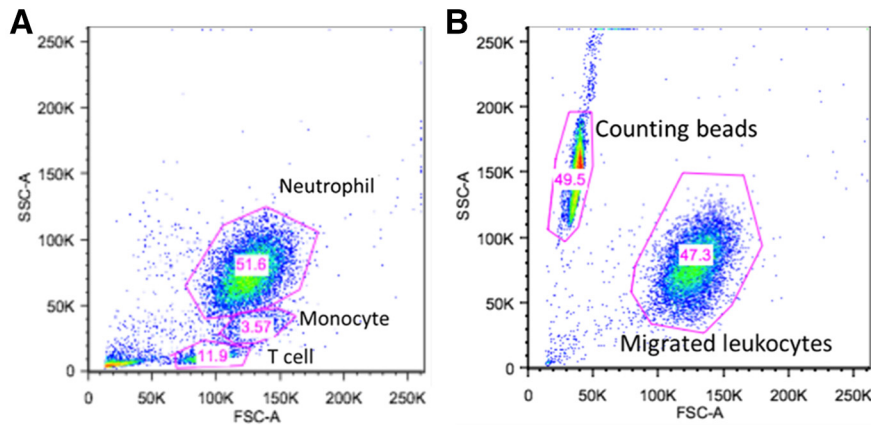 A
250K
200K
150K
100K
50K
0
SSC-A
Neutrophil
51.6
Monocyte
3.57
T cell
11.9
0 50K 100K 150K 200K 250K
FSC-A
B
250K
200K
150K
100K
50K
0
SSC-A
Counting beads
49.5
47.3
Migrated leukocytes
0 50K 100K 150K 200K 250K
FSC-A